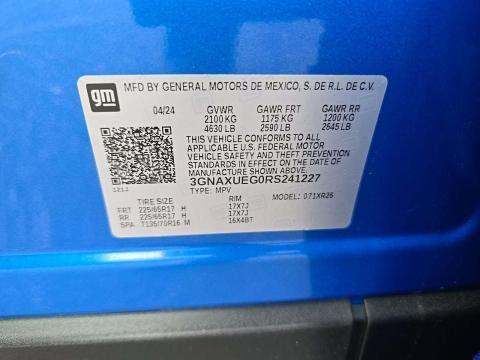 gm
MFD BY GENERAL MOTORS DE MEXICO, S. DE R.L. DE C.V.
04/24 GVWR GAWR FRT GAWR RR
2100 KG 1175 KG 1200 KG
4630 LB 2590 LB 2645 LB
THIS VEHICLE CONFORMS TO ALL
APPLICABLE U.S. FEDERAL MOTOR
VEHICLE SAFETY AND THEFT PREVENTION
STANDARDS IN EFFECT ON THE DATE OF
MANUFACTURE SHOWN ABOVE.
3GNAXUEG0RS241227
TYPE: MPV MODEL: 071XR26
TIRE SIZE RIM
FRT 225/65R17 H 17X7J
RR 225/65R17 H 17X7J
SPA T135/70R16 M 16X4BT